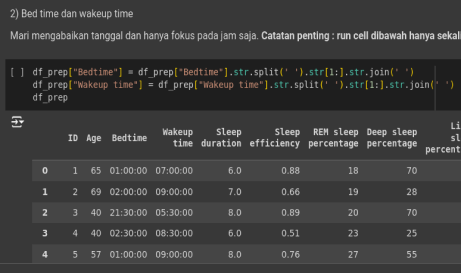 2) Bed time dan wakeup time
Mari mengabaikan tanggal dan hanya fokus pada jam saja. Catatan penting : run cell dibawah hanya sekali
[ ] df_prep["Bedtime"] = df_prep["Bedtime"].str.split(' ').str[1:].str.join(' ')
df_prep["Wakeup time"] = df_prep["Wakeup time"].str.split(' ').str[1:].str.join(' ')
df_prep
ID Age Bedtime Wakeup time Sleep duration Sleep efficiency REM sleep percentage Deep sleep percentage
0 1 65 01:00:00 07:00:00 6.0 0.88 18 70
1 2 69 02:00:00 09:00:00 7.0 0.66 19 28
2 3 40 21:30:00 05:30:00 8.0 0.89 20 70
3 4 40 02:30:00 08:30:00 6.0 0.51 23 25
4 5 57 01:00:00 09:00:00 8.0 0.76 27 55